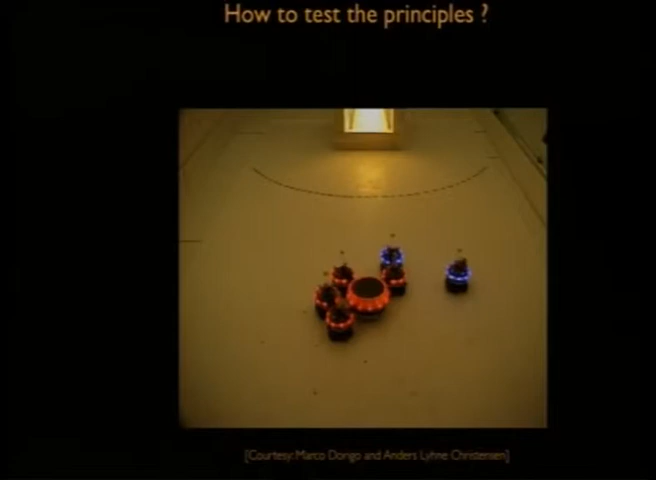 How to test the principles ?
[Courtesy: Marco Dorigo and Anders Lyhne Christensen]